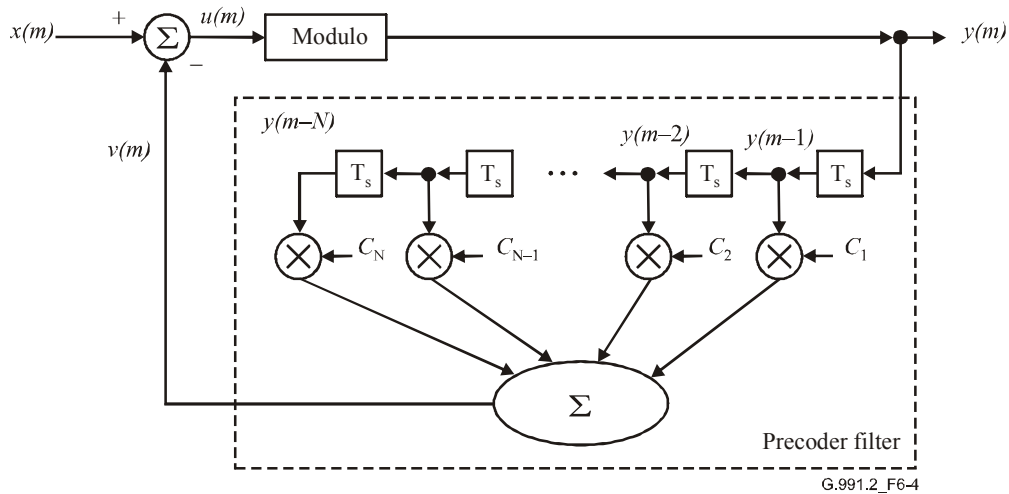 x(m)
+
Σ
u(m)
Modulo
y(m)
−
v(m)
y(m–N)
y(m–2)
y(m–1)
Ts
Ts
...
Ts
Ts
CN
CN–1
C2
C1
Σ
Precoder filter
G.991.2_F6-4